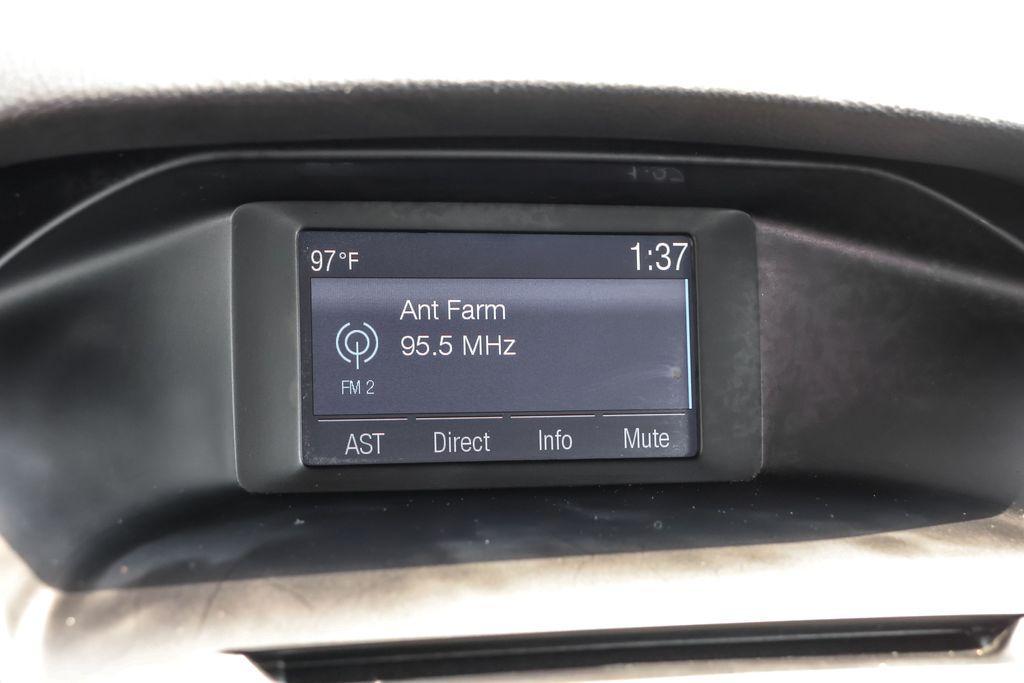 97°F 1:37
Ant Farm
95.5 MHz
FM 2
AST Direct Info Mute